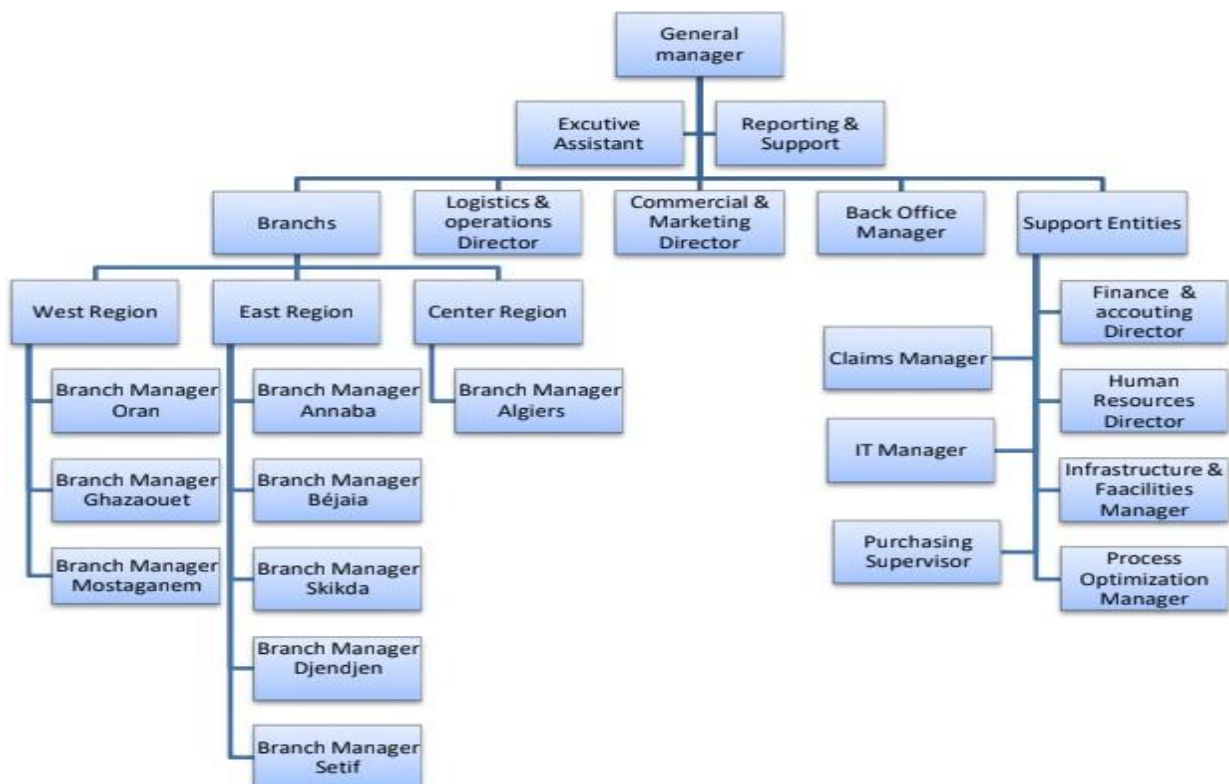 General
manager
Excutive
Assistant
Reporting &
Support
Branchs
Logistics &
operations
Director
Commercial &
Marketing
Director
Back Office
Manager
Support Entities
West Region
East Region
Center Region
Branch Manager
Oran
Branch Manager
Ghazaouet
Branch Manager
Mostaganem
Branch Manager
Annaba
Branch Manager
Béjaia
Branch Manager
Skikda
Branch Manager
Djendjen
Branch Manager
Setif
Branch Manager
Algiers
Claims Manager
IT Manager
Purchasing
Supervisor
Finance & 
accouting
Director
Human
Resources
Director
Infrastructure &
Faacilities
Manager
Process
Optimization
Manager